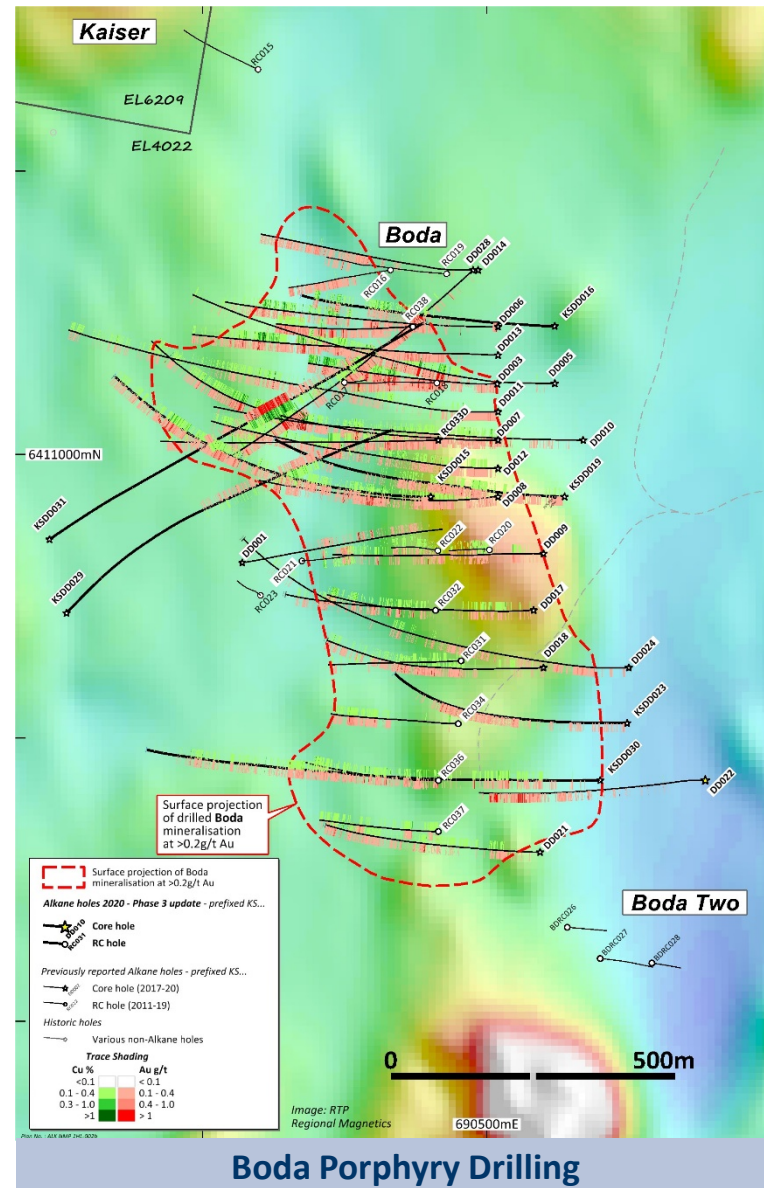 Kaiser
RC015
EL6209
EL4022
Boda
DD028
DD014
RC019
RC016
RC038
DD006
KSDD016
DD013
DD003
DD005
RC017
RC018
DD011
RC033D
DD007
DD010
6411000mN
KSDD015
DD012
KSDD019
DD008
KSDD031
DD001
RC022
RC020
DD009
RC021
KSDD029
RC023
RC032
DD017
RC031
DD018
DD024
RC034
KSDD023
RC036
KSDD030
DD022
Surface projection
of drilled Boda
mineralisation
at >0.2g/t Au
RC037
DD021
Surface projection of Boda
mineralisation at >0.2g/t Au
Alkane holes 2020 - Phase 3 update - prefixed KS...
DD010
Core hole
RC031
RC hole
Previously reported Alkane holes - prefixed KS...
Core hole (2017-20)
RC hole (2011-19)
Historic holes
Various non-Alkane holes
Trace Shading
Cu % Au g/t
<0.1 < 0.1
0.1 - 0.4 0.1 - 0.4
0.3 - 1.0 0.4 - 1.0
>1 > 1
Boda Two
BDRC026
BDRC027
BDRC028
0 500m
Image: RTP
Regional Magnetics
690500mE
Boda Porphyry Drilling